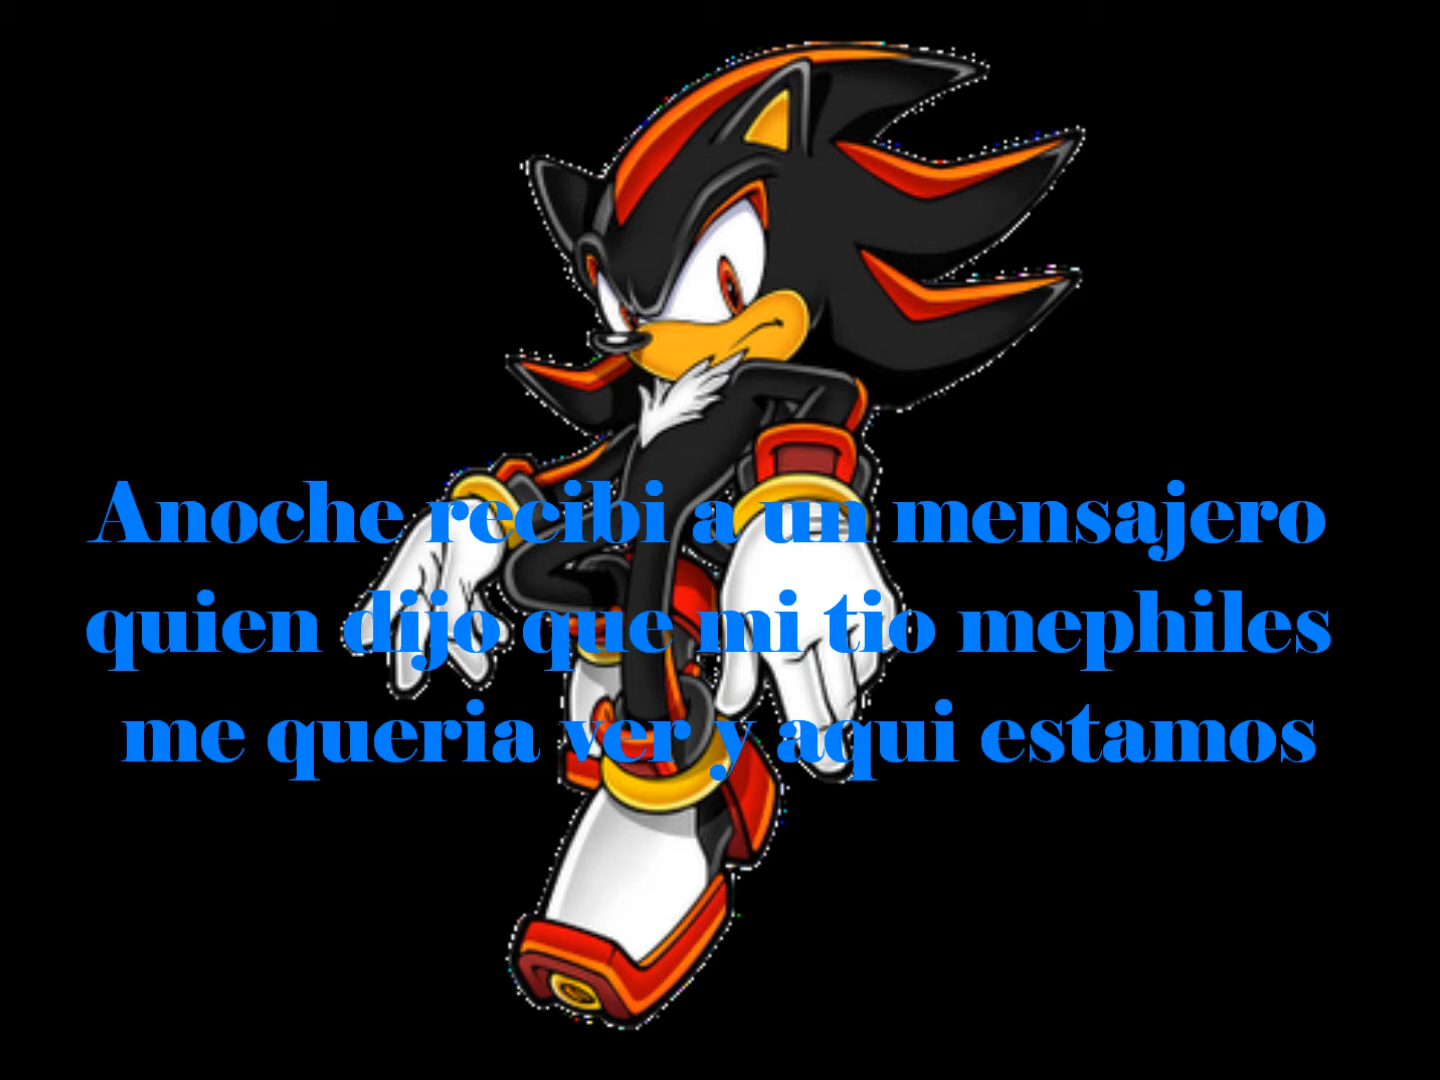 Anoche recibi a un mensajero
quien dijo que mi tio mephiles
me queria ver y aqui estamos